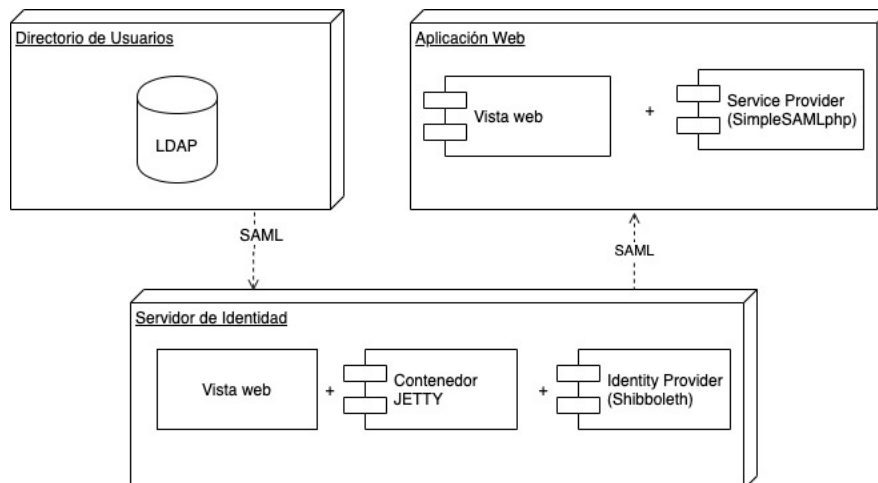 Directorio de Usuarios
LDAP
Aplicación Web
Vista web
+
Service Provider
(SimpleSAMLphp)
SAML
SAML
Servidor de Identidad
Vista web
+
Contenedor
JETTY
+
Identity Provider
(Shibboleth)